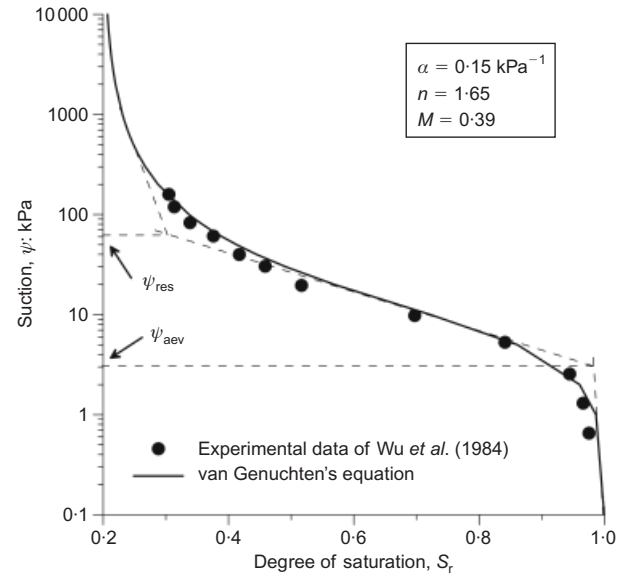 10 000
1000
100
10
1
0·1
Suction, ψ: kPa
α = 0·15 kPa⁻¹
n = 1·65
M = 0·39
ψres
ψaev
Experimental data of Wu et al. (1984)
van Genuchten's equation
0·2
0·4
0·6
0·8
1·0
Degree of saturation, Sr